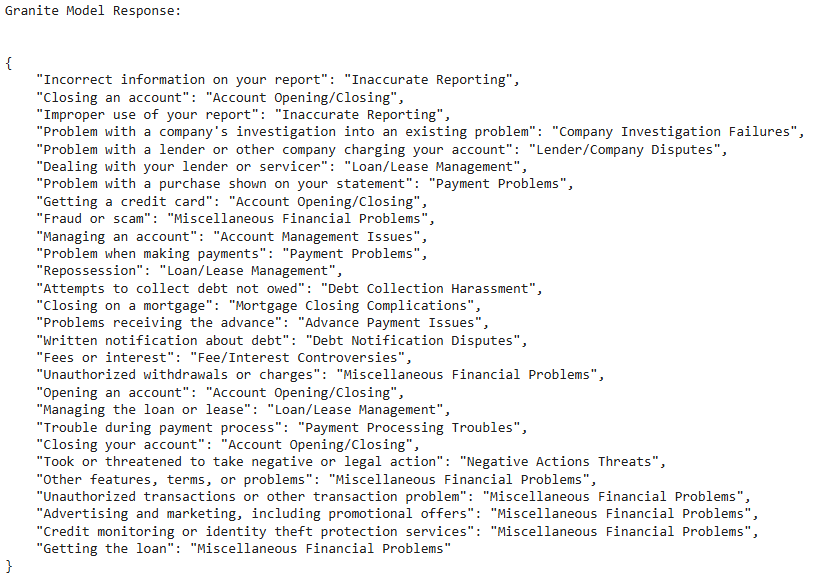 Granite Model Response:
{
"Incorrect information on your report": "Inaccurate Reporting",
"Closing an account": "Account Opening/Closing",
"Improper use of your report": "Inaccurate Reporting",
"Problem with a company's investigation into an existing problem": "Company Investigation Failures",
"Problem with a lender or other company charging your account": "Lender/Company Disputes",
"Dealing with your lender or servicer": "Loan/Lease Management",
"Problem with a purchase shown on your statement": "Payment Problems",
"Getting a credit card": "Account Opening/Closing",
"Fraud or scam": "Miscellaneous Financial Problems",
"Managing an account": "Account Management Issues",
"Problem when making payments": "Payment Problems",
"Repossession": "Loan/Lease Management",
"Attempts to collect debt not owed": "Debt Collection Harassment",
"Closing on a mortgage": "Mortgage Closing Complications",
"Problems receiving the advance": "Advance Payment Issues",
"Written notification about debt": "Debt Notification Disputes",
"Fees or interest": "Fee/Interest Controversies",
"Unauthorized withdrawals or charges": "Miscellaneous Financial Problems",
"Opening an account": "Account Opening/Closing",
"Managing the loan or lease": "Loan/Lease Management",
"Trouble during payment process": "Payment Processing Troubles",
"Closing your account": "Account Opening/Closing",
"Took or threatened to take negative or legal action": "Negative Actions Threats",
"Other features, terms, or problems": "Miscellaneous Financial Problems",
"Unauthorized transactions or other transaction problem": "Miscellaneous Financial Problems",
"Advertising and marketing, including promotional offers": "Miscellaneous Financial Problems",
"Credit monitoring or identity theft protection services": "Miscellaneous Financial Problems",
"Getting the loan": "Miscellaneous Financial Problems"
}